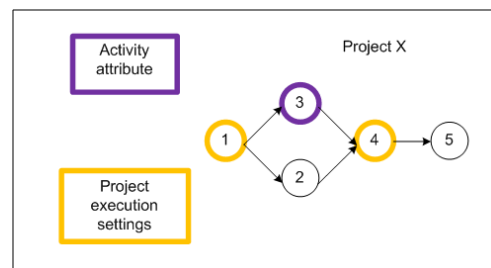 Activity
attribute
Project X
3
1
4
5
2
Project
execution
settings